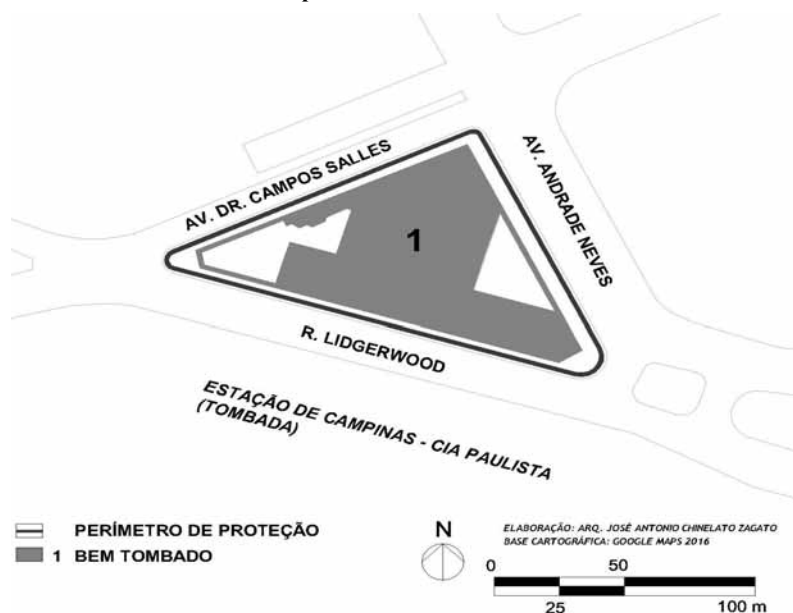 AV. DR. CAMPOS SALLES
AV. ANDRADE NEVES
1
R. LIDGERWOOD
ESTAÇÃO DE CAMPINAS - CIA PAULISTA
(TOMBADA)
PERÍMETRO DE PROTEÇÃO
1 BEM TOMBADO
N
ELABORAÇÃO: ARQ. JOSÉ ANTONIO CHINELATO ZAGATO
BASE CARTOGRÁFICA: GOOGLE MAPS 2016
0 50
25 100 m